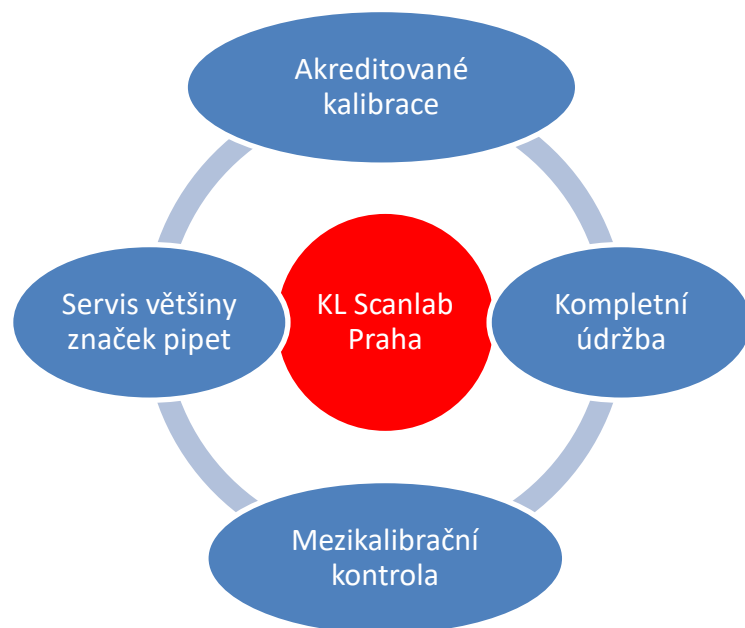 Akreditované
kalibrace
Servis většiny
značek pipet
KL Scanlab
Praha
Kompletní
údržba
Mezikalibrační
kontrola